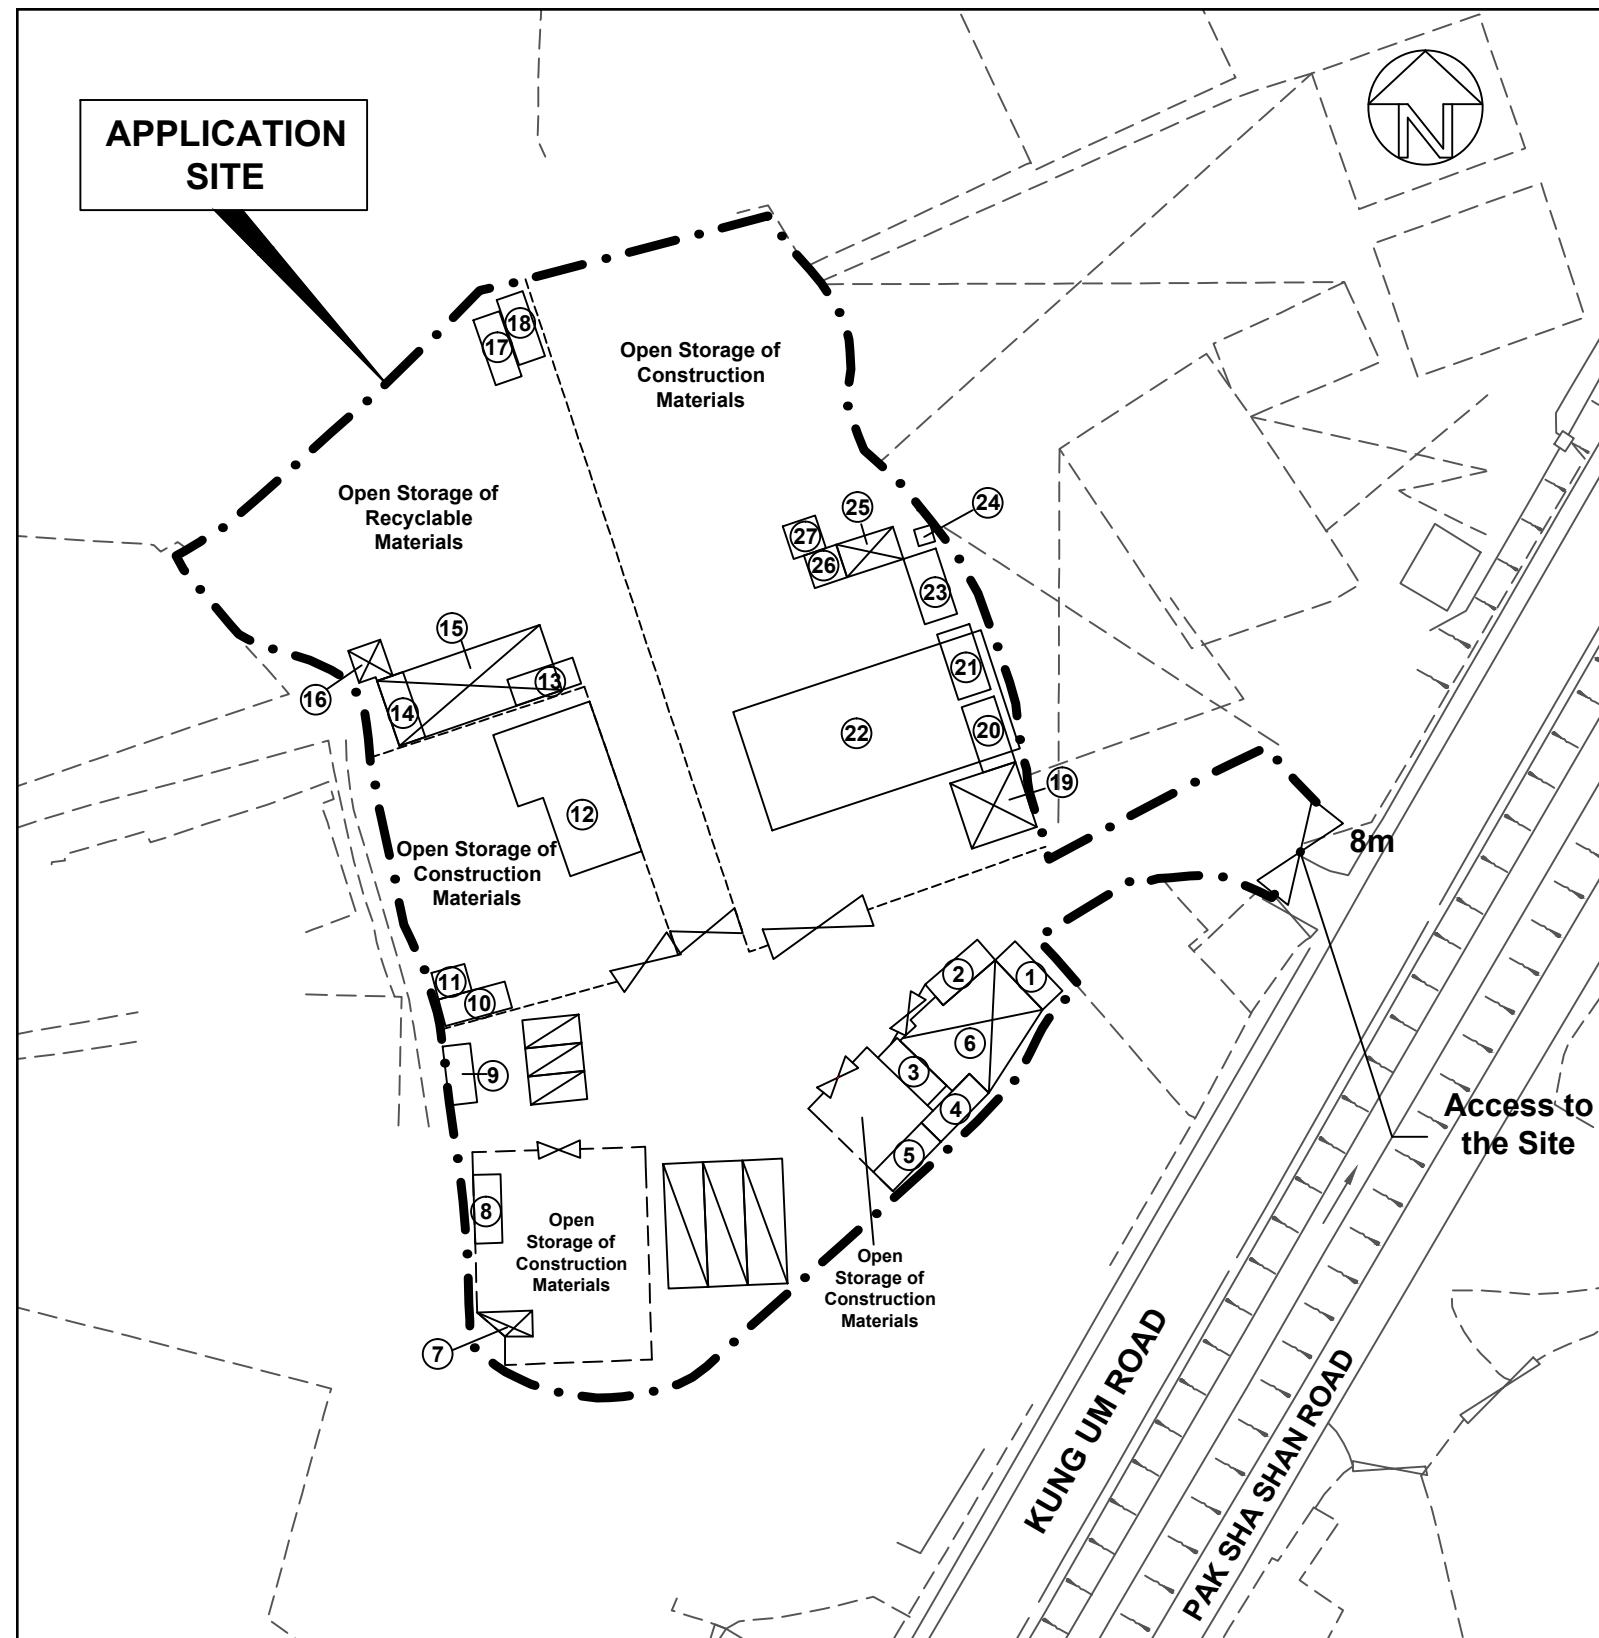 APPLICATION
SITE
N
18
17
Open Storage of
Construction
Materials
Open Storage of
Recyclable
Materials
24
25
27
26
23
15
16
14
13
21
22
20
19
12
8m
Open Storage of
Construction
Materials
11
10
2
1
6
9
3
4
5
Access to
the Site
8
Open
Storage of
Construction
Materials
Open
Storage of
Construction
Materials
7
KUNG UM ROAD
PAK SHA SHAN ROAD